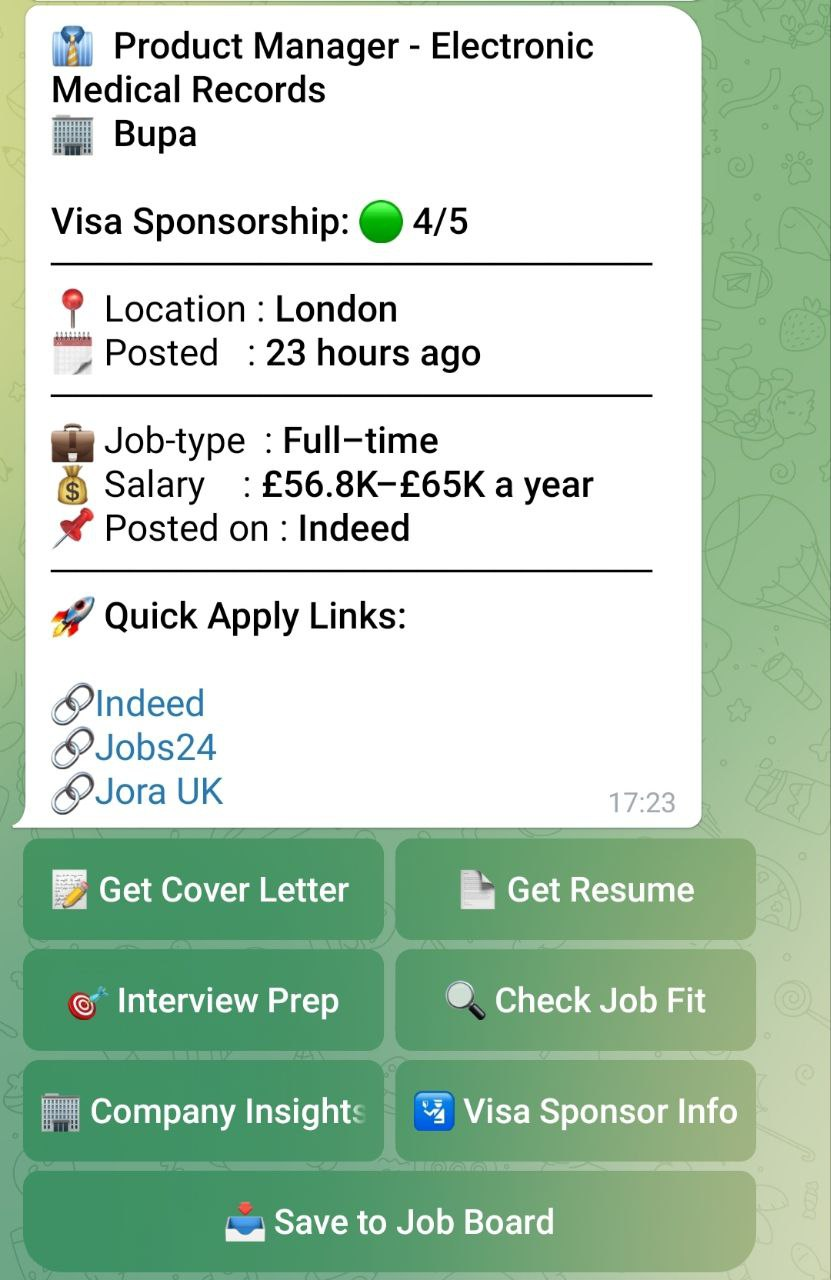 👔 Product Manager - Electronic
Medical Records
🏢 Bupa
Visa Sponsorship: 🟢 4/5
📍 Location : London
🗓 Posted : 23 hours ago
💼 Job-type : Full–time
💰 Salary : £56.8K–£65K a year
📌 Posted on : Indeed
🚀 Quick Apply Links:
🔗Indeed
🔗Jobs24
🔗Jora UK
17:23
📝 Get Cover Letter
📄 Get Resume
🎯 Interview Prep
🔍 Check Job Fit
🏢 Company Insights
🛂 Visa Sponsor Info
📥 Save to Job Board